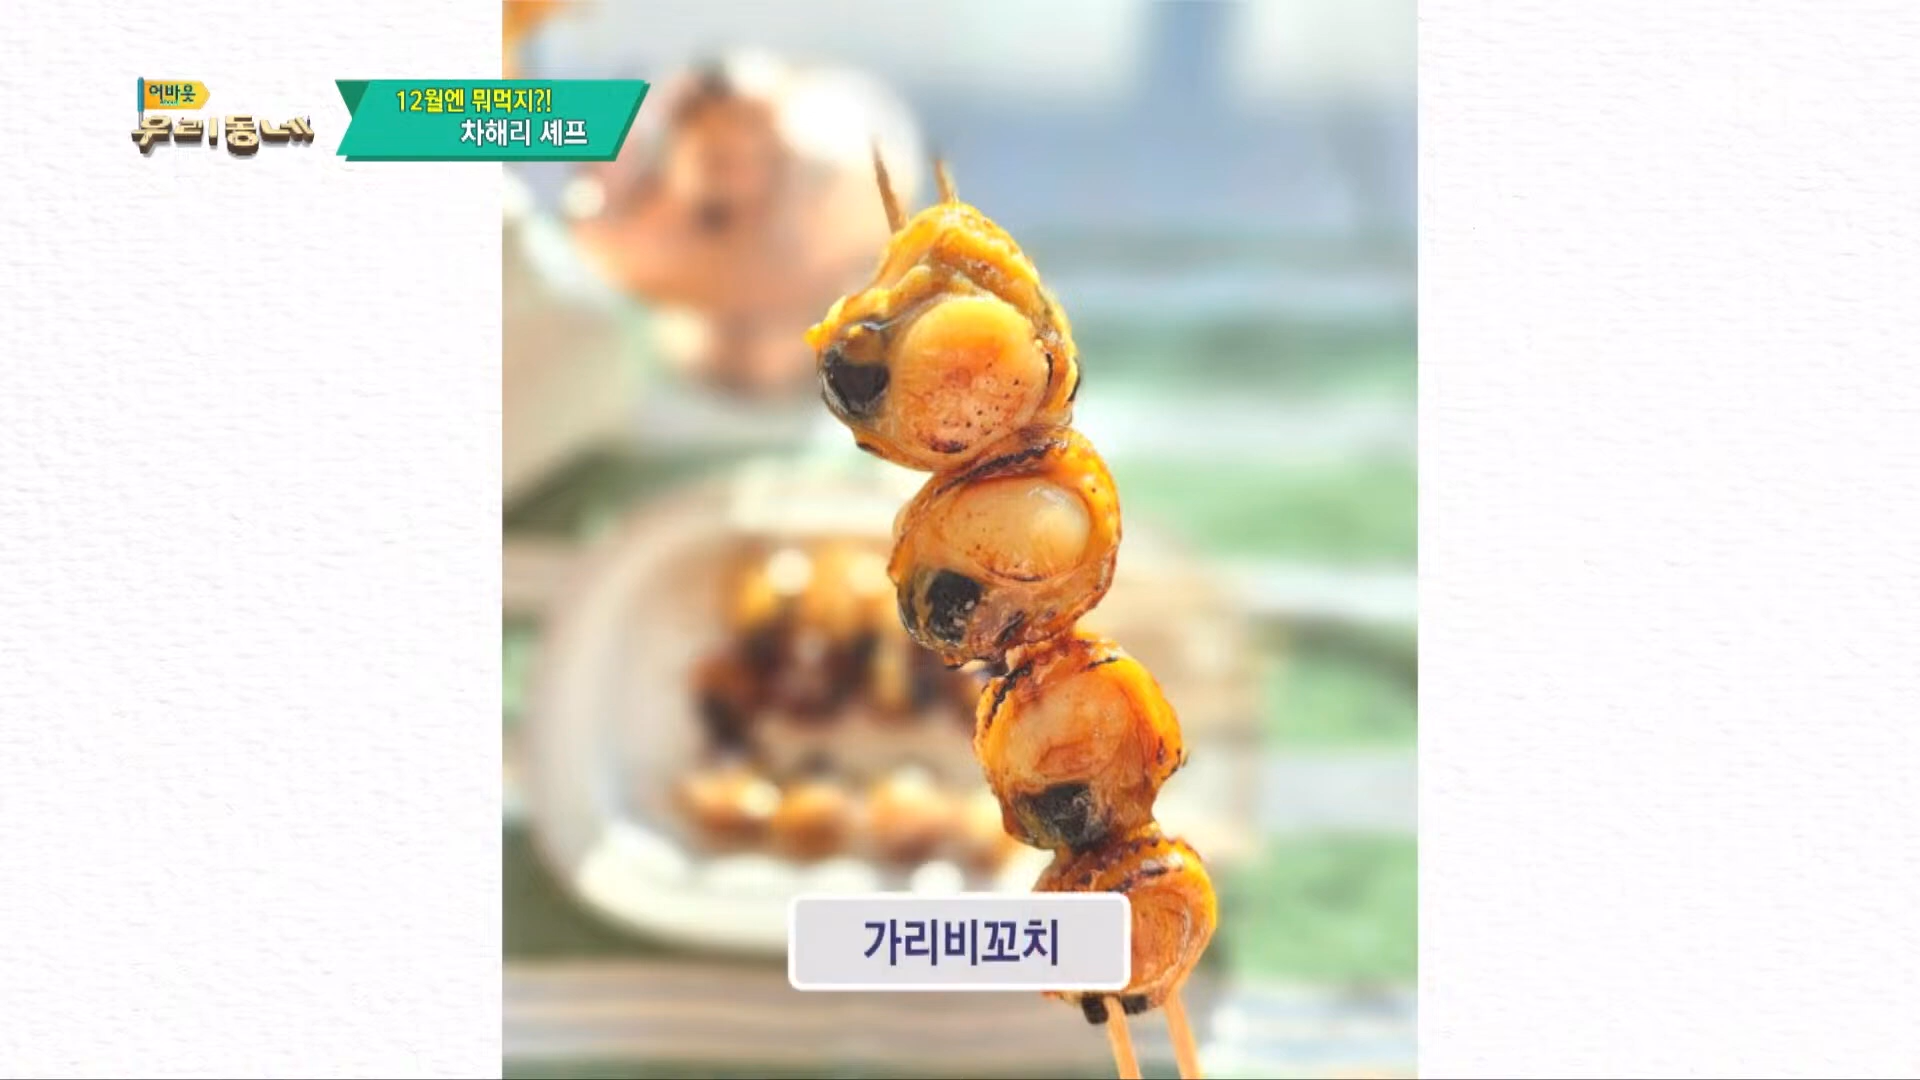 어바웃
우리동네
12월엔 뭐먹지?!
차해리 셰프
가리비꼬치